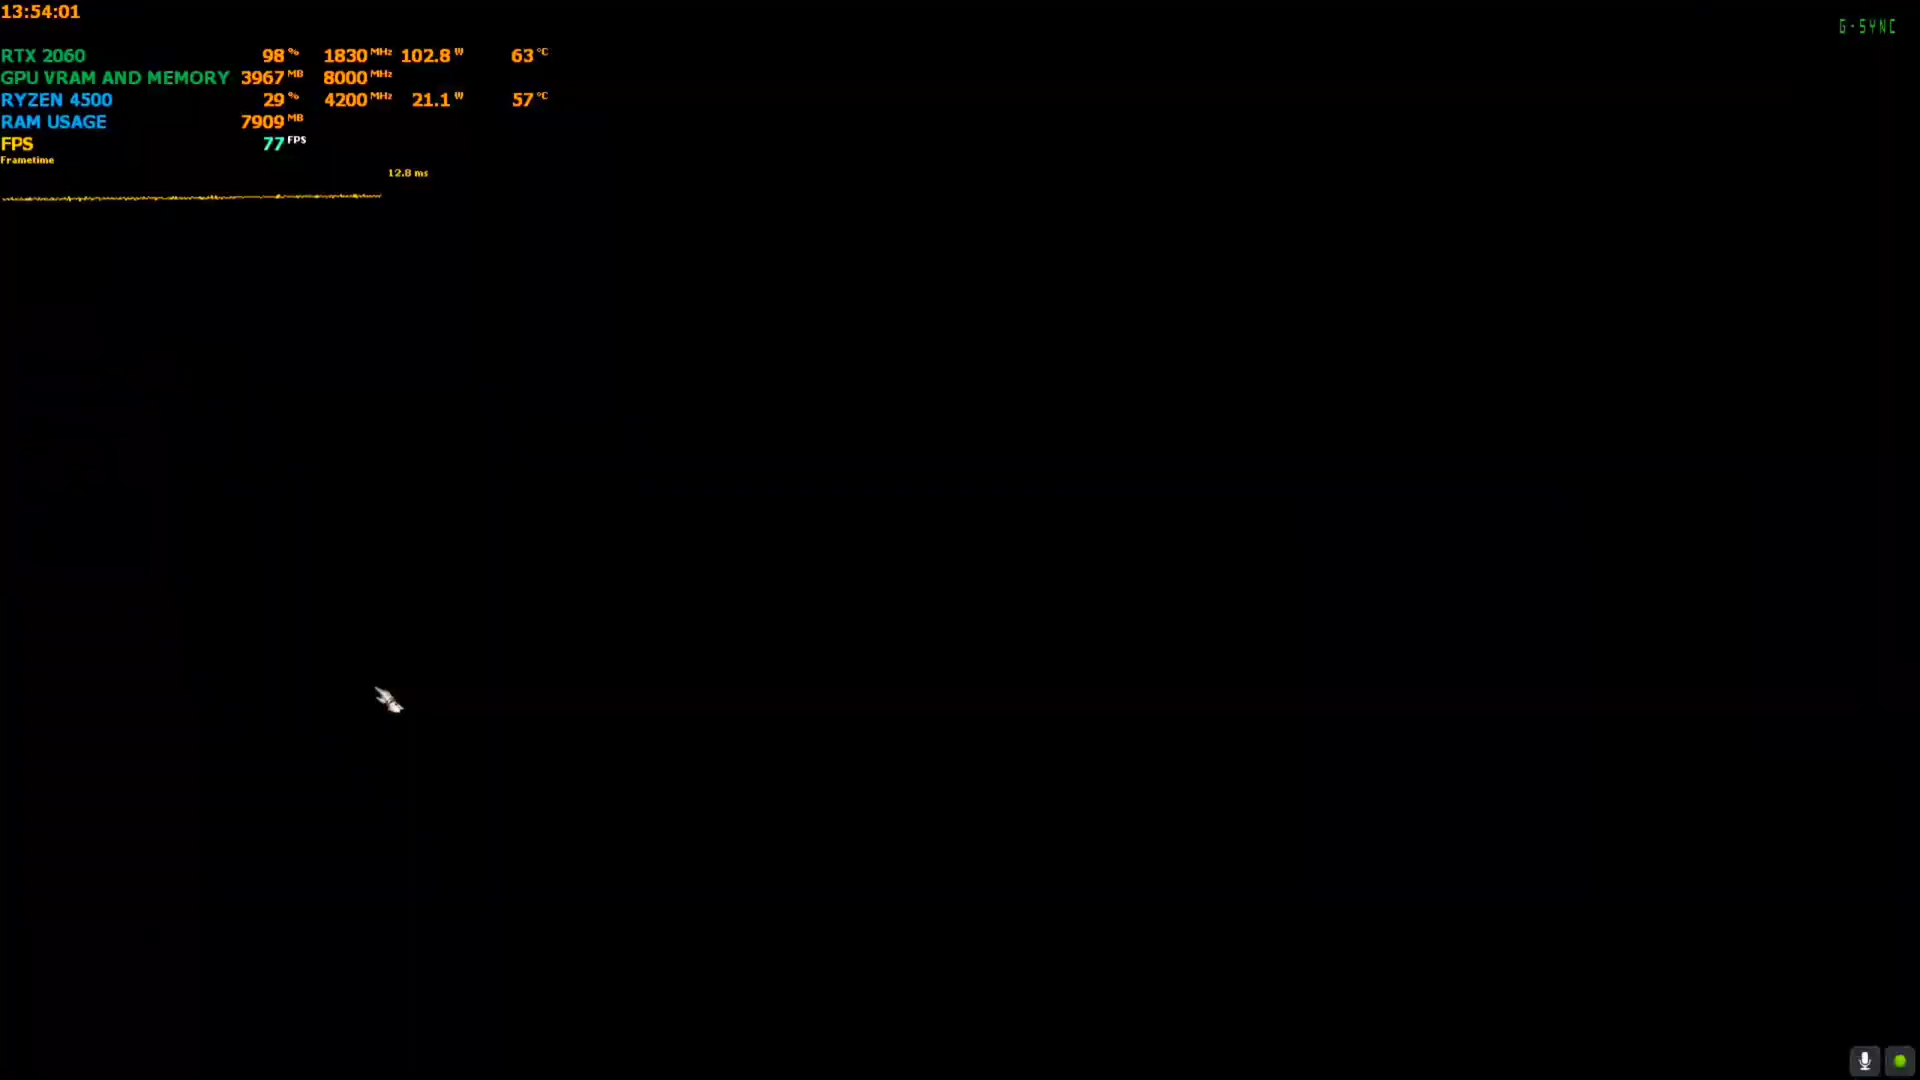 13:54:01
G-SYNC
RTX 2060 98 % 1830 MHz 102.8 W 63 °C
GPU VRAM AND MEMORY 3967 MB 8000 MHz
RYZEN 4500 29 % 4200 MHz 21.1 W 57 °C
RAM USAGE 7909 MB
FPS 77 FPS
Frametime
12.8 ms